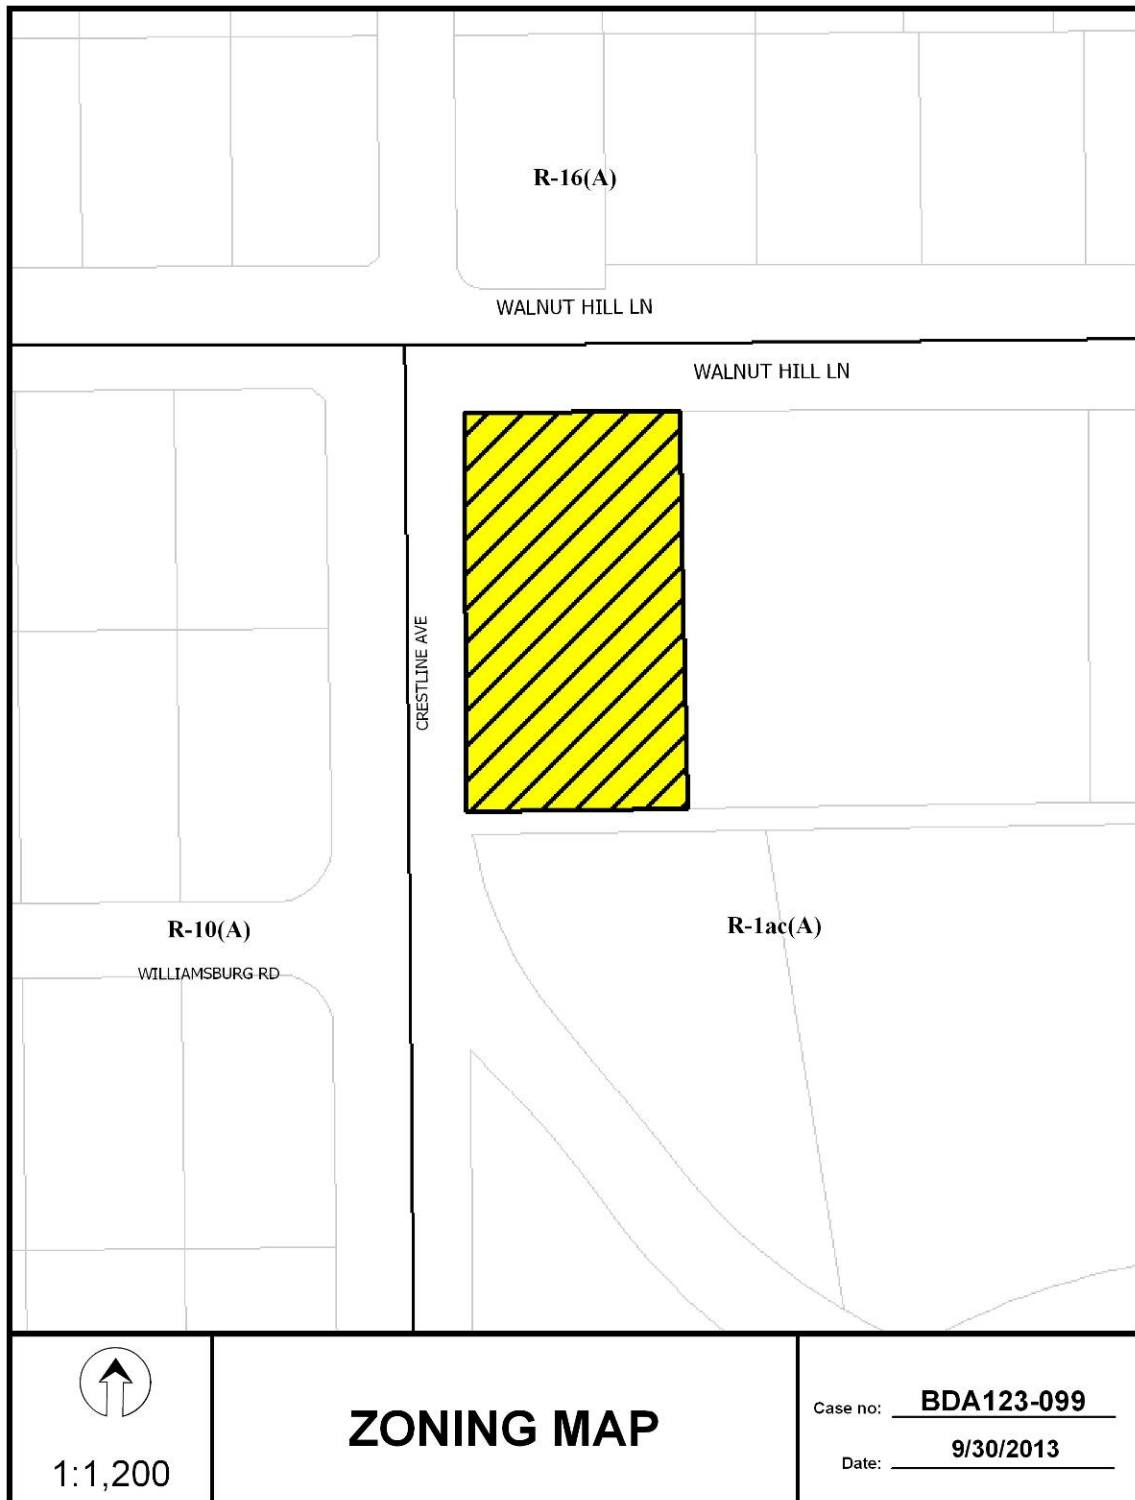 R-16(A)
WALNUT HILL LN
WALNUT HILL LN
CRESTLINE AVE
R-10(A)
R-1ac(A)
WILLIAMSBURG RD
1:1,200
ZONING MAP
Case no: BDA123-099
Date: 9/30/2013